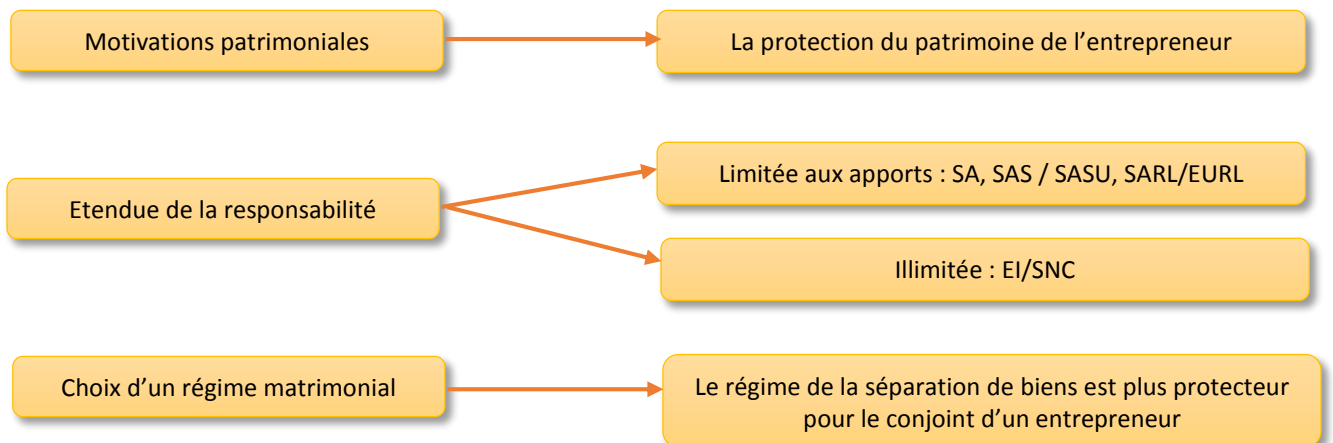 Motivations patrimoniales
La protection du patrimoine de l’entrepreneur
Etendue de la responsabilité
Limitée aux apports : SA, SAS / SASU, SARL/EURL
Illimitée : EI/SNC
Choix d’un régime matrimonial
Le régime de la séparation de biens est plus protecteur
pour le conjoint d’un entrepreneur